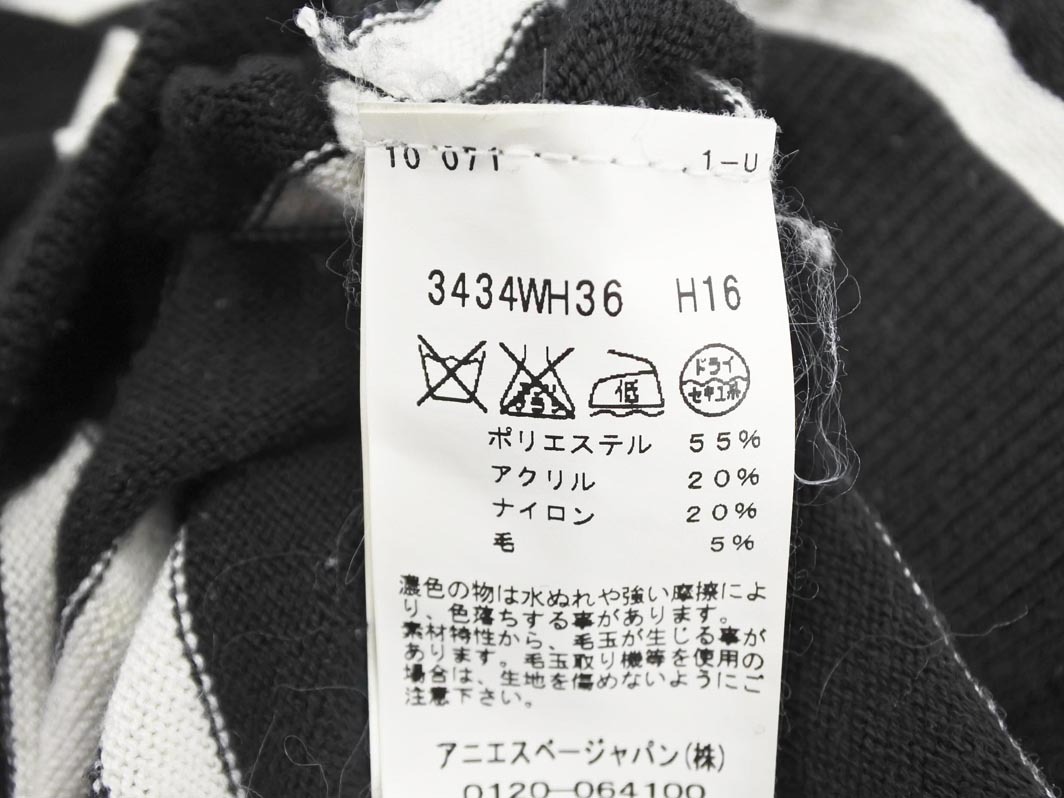 10 071 1-U
3434WH36 H16
エンソ サラシ 低 ドライ セキユ系
ポリエステル 55%
アクリル 20%
ナイロン 20%
毛 5%
濃色の物は水ぬれや強い摩擦によ
り、色落ちする事があります。
素材特性から、毛玉が生じる事が
あります。毛玉取り機等を使用の
場合は、生地を傷めないようにご
注意下さい。
アニエスベージャパン(株)
0120-064100